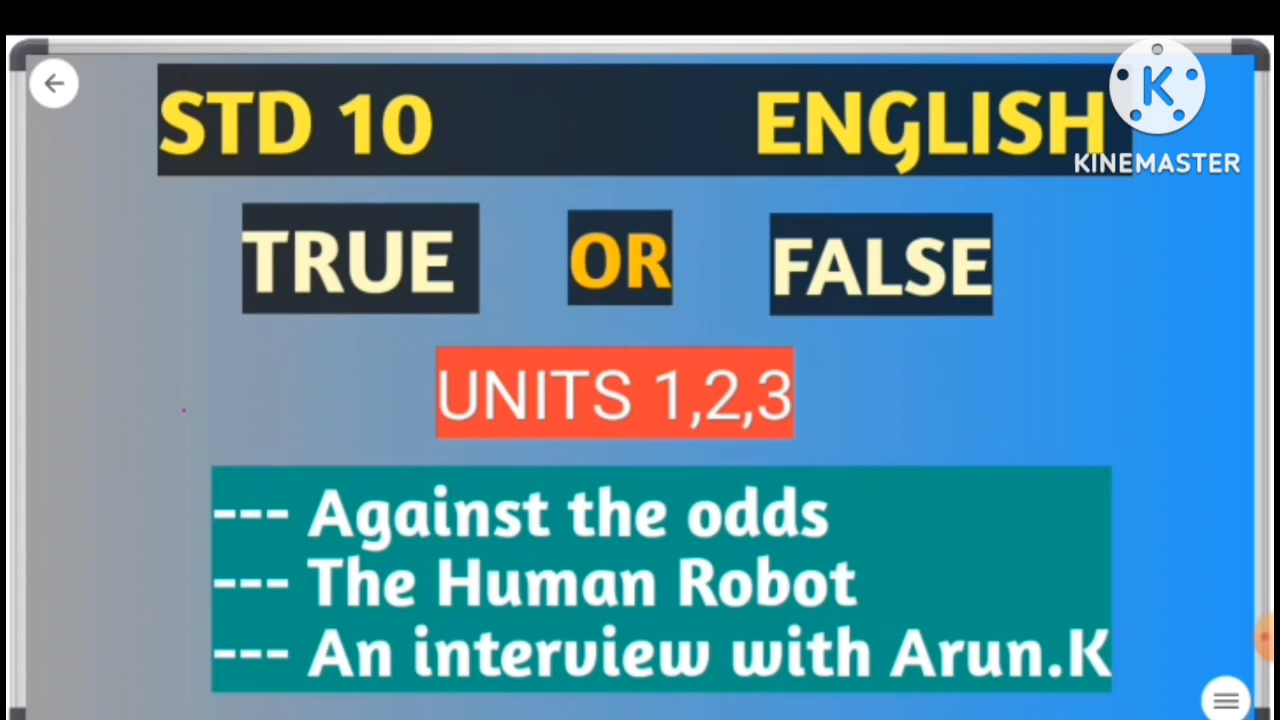 STD 10 ENGLISH
K
KINEMASTER
TRUE OR FALSE
UNITS 1,2,3
--- Against the odds
--- The Human Robot
--- An interview with Arun.K